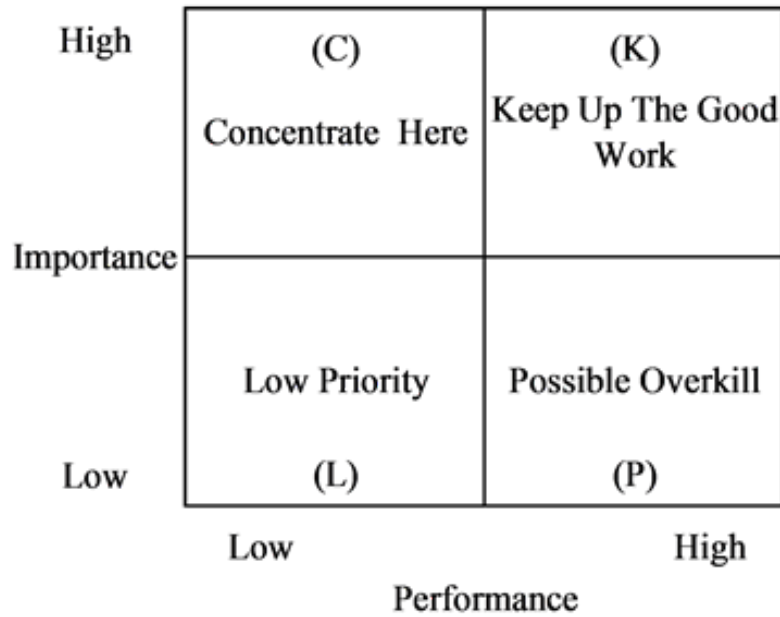 High
(C)
(K)
Concentrate Here
Keep Up The Good
Work
Importance
Low Priority
Possible Overkill
Low
(L)
(P)
Low
High
Performance